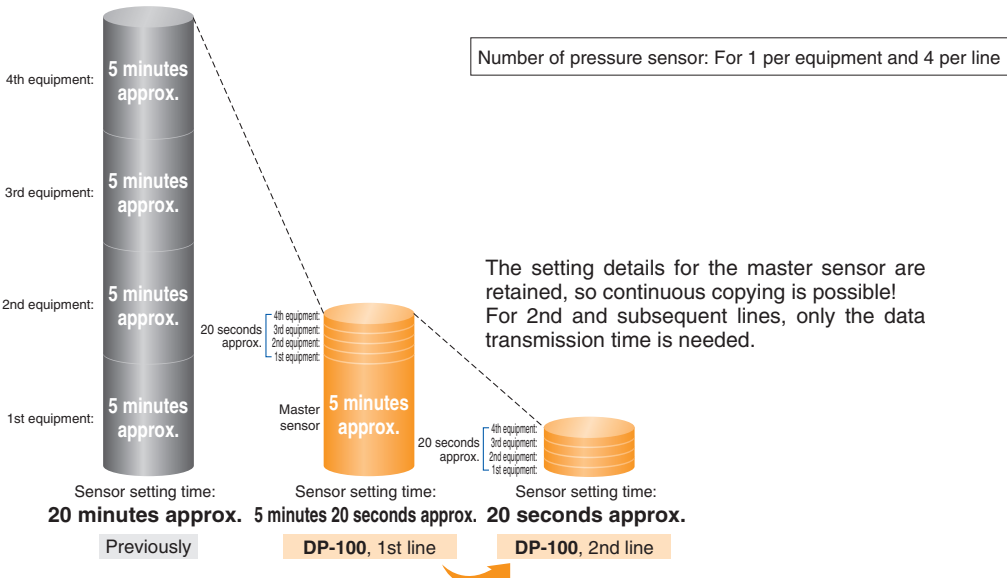 Number of pressure sensor: For 1 per equipment and 4 per line
4th equipment:
5 minutes
approx.
3rd equipment:
5 minutes
approx.
2nd equipment:
5 minutes
approx.
1st equipment:
5 minutes
approx.
Sensor setting time:
20 minutes approx.
Previously
20 seconds
approx.
4th equipment:
3rd equipment:
2nd equipment:
1st equipment:
Master
sensor
5 minutes
approx.
Sensor setting time:
5 minutes 20 seconds approx.
DP-100, 1st line
The setting details for the master sensor are
retained, so continuous copying is possible!
For 2nd and subsequent lines, only the data
transmission time is needed.
20 seconds
approx.
4th equipment:
3rd equipment:
2nd equipment:
1st equipment:
Sensor setting time:
20 seconds approx.
DP-100, 2nd line